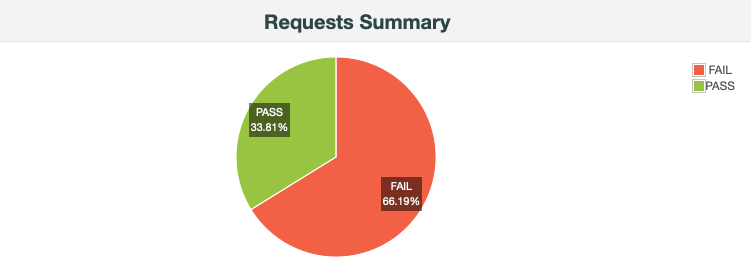 Requests Summary
FAIL
PASS
PASS
33.81%
FAIL
66.19%